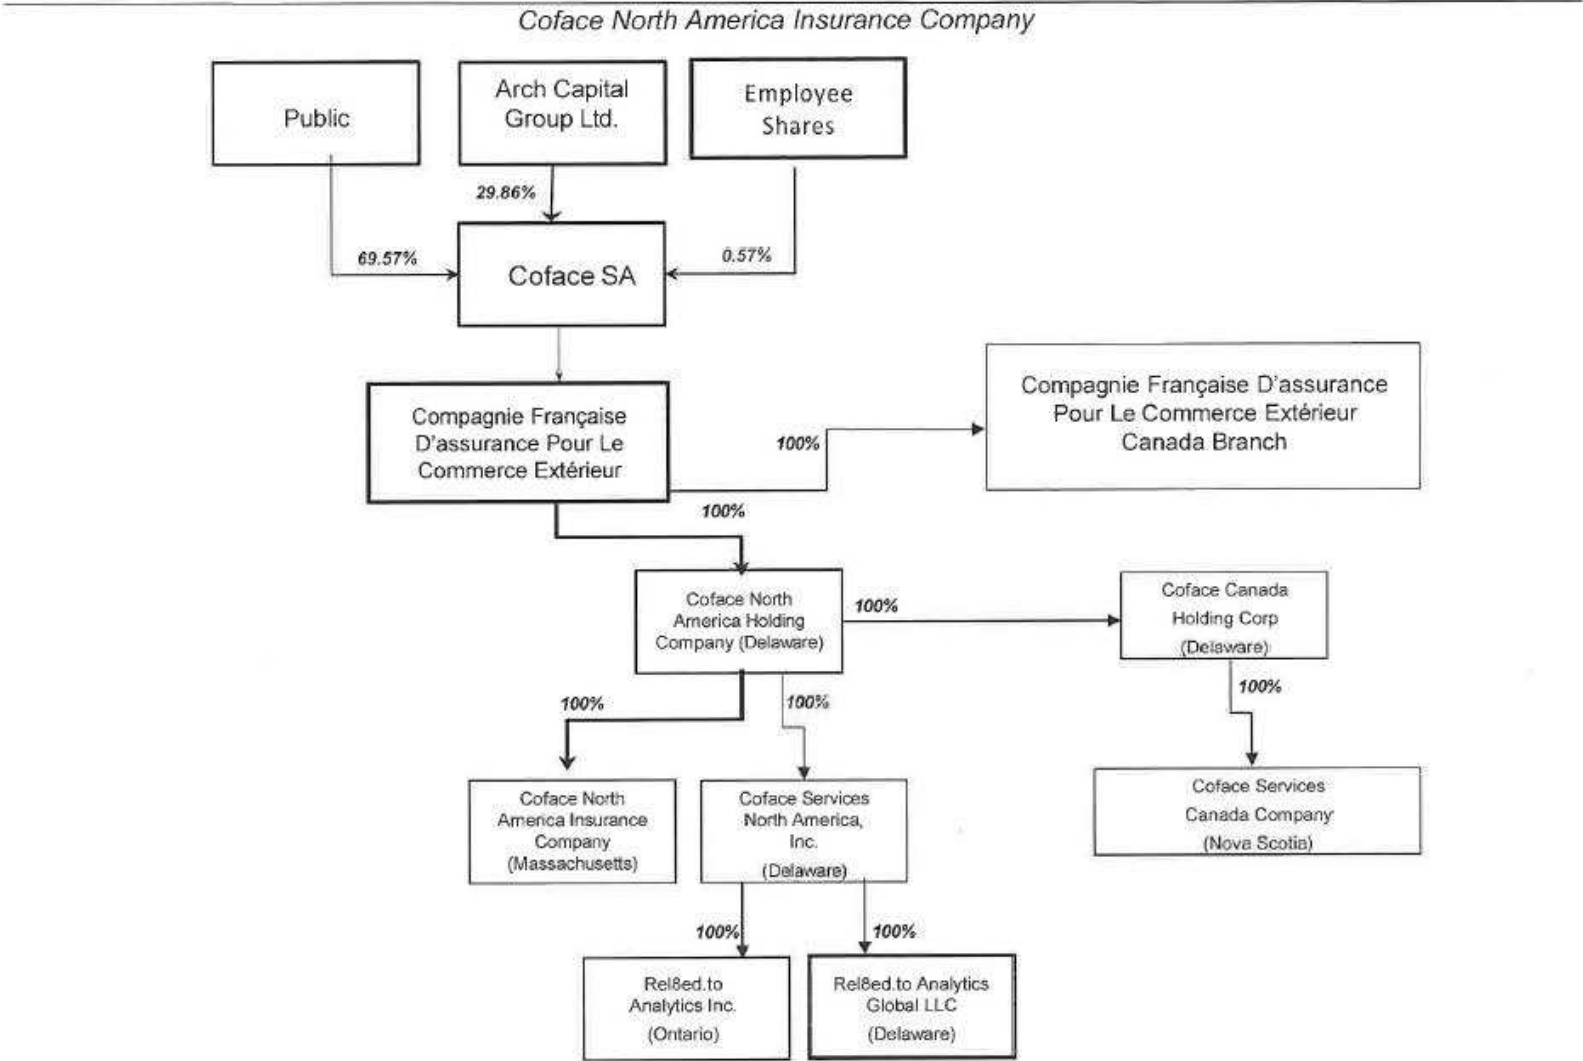 Coface North America Insurance Company
Public
Arch Capital
Group Ltd.
Employee
Shares
29.86%
69.57%
0.57%
Coface SA
Compagnie Française
D'assurance Pour Le
Commerce Extérieur
Compagnie Française D'assurance
Pour Le Commerce Extérieur
Canada Branch
100%
100%
Coface North
America Holding
Company (Delaware)
100%
Coface Canada
Holding Corp
(Delaware)
100%
100%
100%
Coface North
America Insurance
Company
(Massachusetts)
Coface Services
North America,
Inc.
(Delaware)
Coface Services
Canada Company
(Nova Scotia)
100%
100%
Rel8ed.to
Analytics Inc.
(Ontario)
Rel8ed.to Analytics
Global LLC
(Delaware)